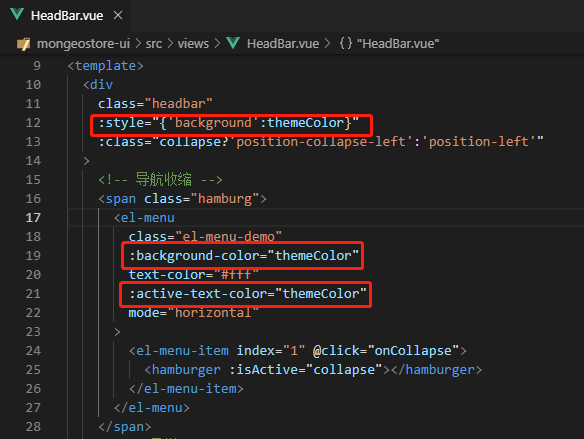 HeadBar.vue ×
mongeostore-ui > src > views > HeadBar.vue > {} "HeadBar.vue"
9 <template>
10 <div
11 class="headbar"
12 :style="{'background':themeColor}"
13 :class="collapse?'position-collapse-left':'position-left'"
14 >
15 <!-- 导航收缩 -->
16 <span class="hamburg">
17 <el-menu
18 class="el-menu-demo"
19 :background-color="themeColor"
20 text-color="#fff"
21 :active-text-color="themeColor"
22 mode="horizontal"
23 >
24 <el-menu-item index="1" @click="onCollapse">
25 <hamburger :isActive="collapse"></hamburger>
26 </el-menu-item>
27 </el-menu>
28 </span>